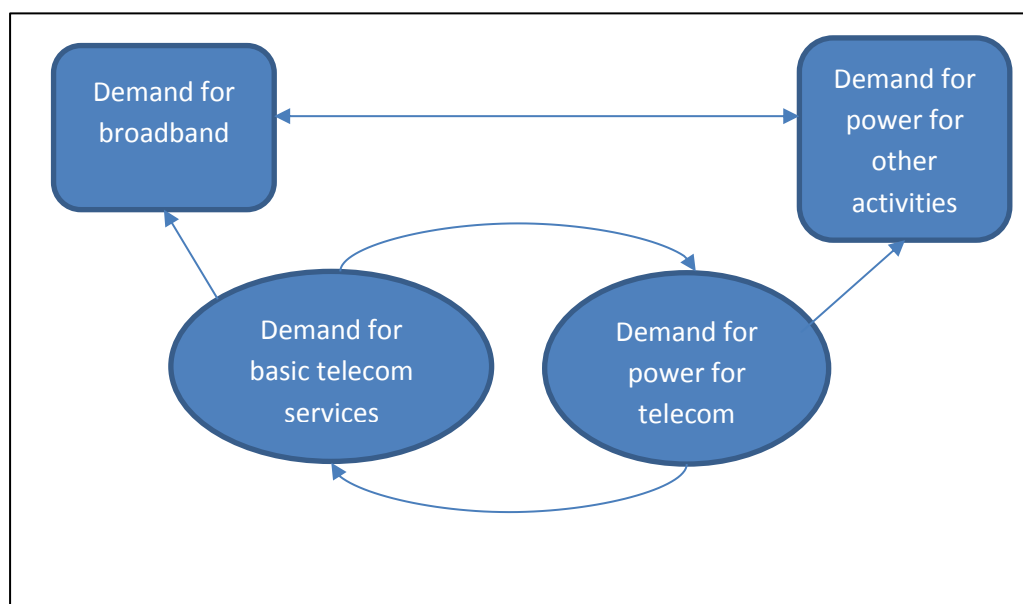 Demand for
broadband
Demand for
power for
other
activities
Demand for
basic telecom
services
Demand for
power for
telecom